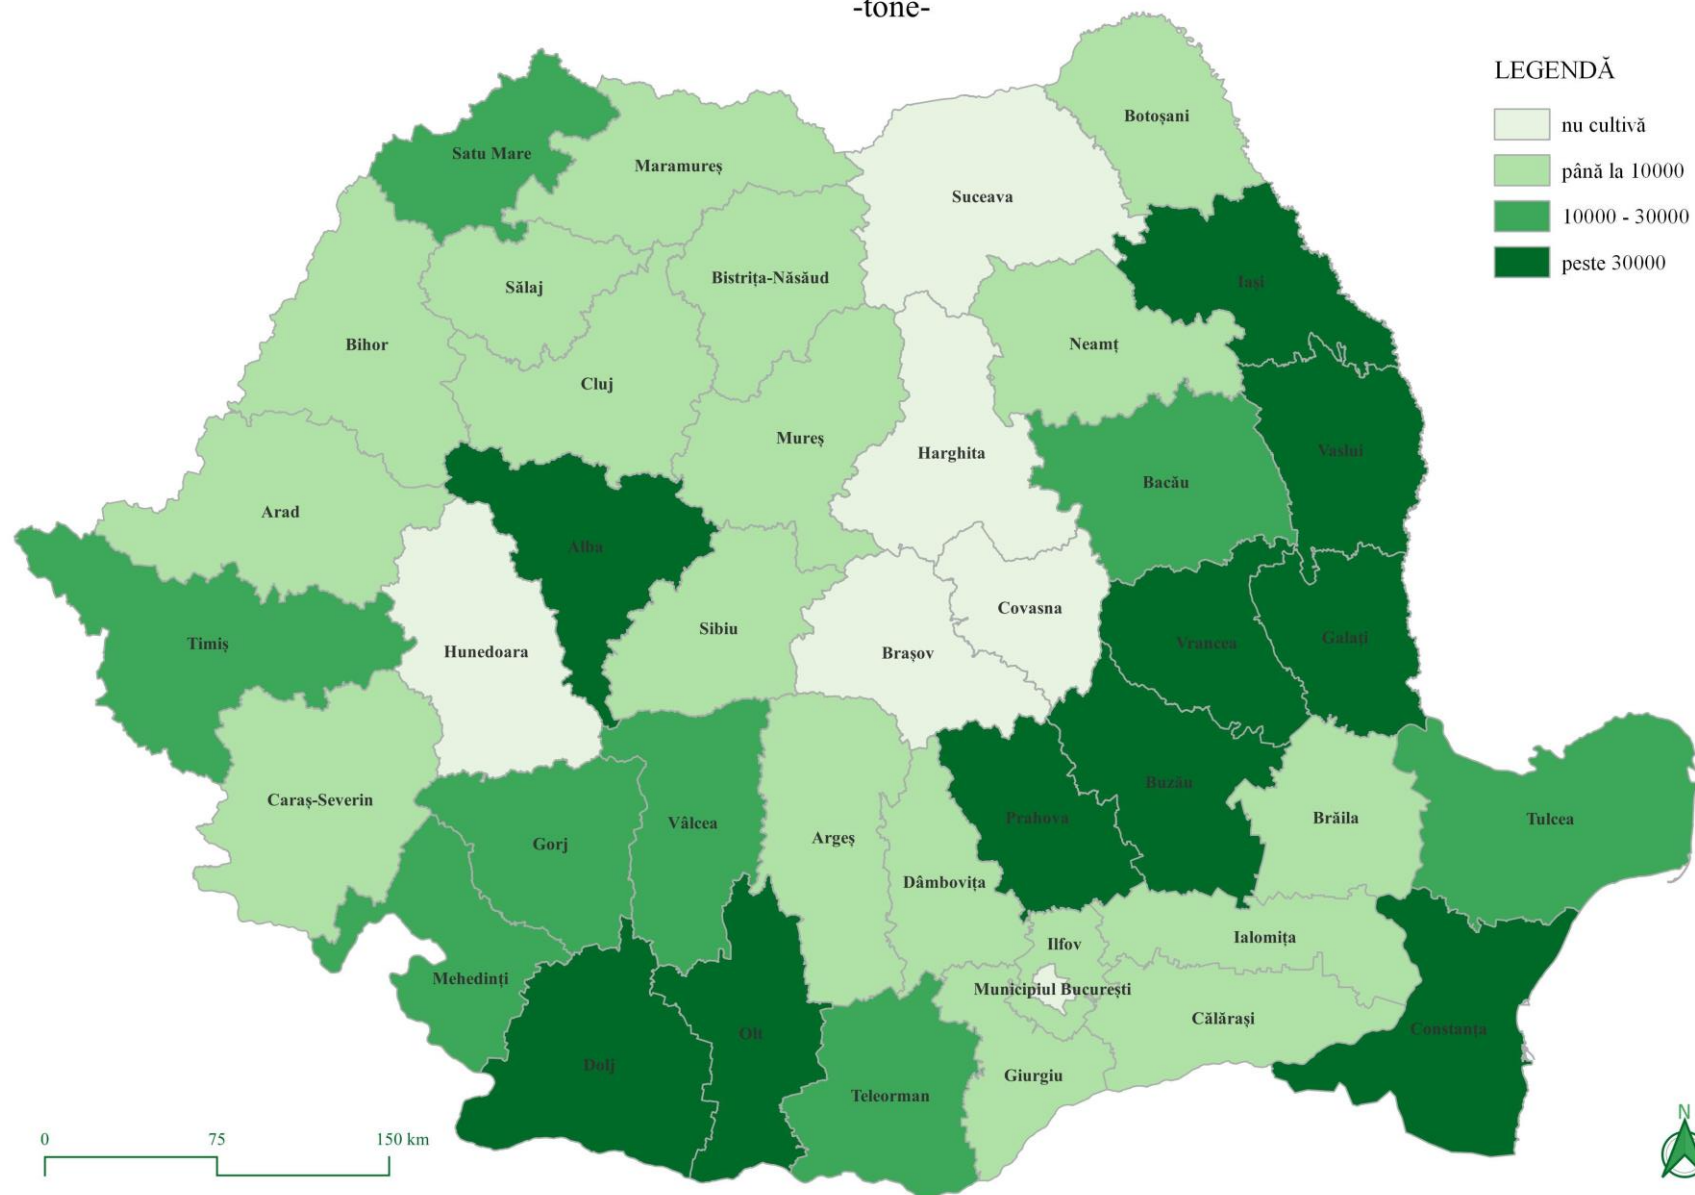 -tone-
LEGENDĂ
nu cultivă
până la 10000
10000 - 30000
peste 30000
Botoșani
Satu Mare
Maramureș
Suceava
Iași
Bistrița-Năsăud
Sălaj
Neamț
Bihor
Cluj
Mureș
Harghita
Vaslui
Bacău
Arad
Alba
Covasna
Sibiu
Timiș
Hunedoara
Brașov
Vrancea
Galați
Caraș-Severin
Buzău
Vâlcea
Prahova
Brăila
Tulcea
Argeș
Gorj
Dâmbovița
Ialomița
Ilfov
Mehedinți
Municipiul București
Călărași
Constanța
Olt
Dolj
Giurgiu
Teleorman
N
0 75 150 km